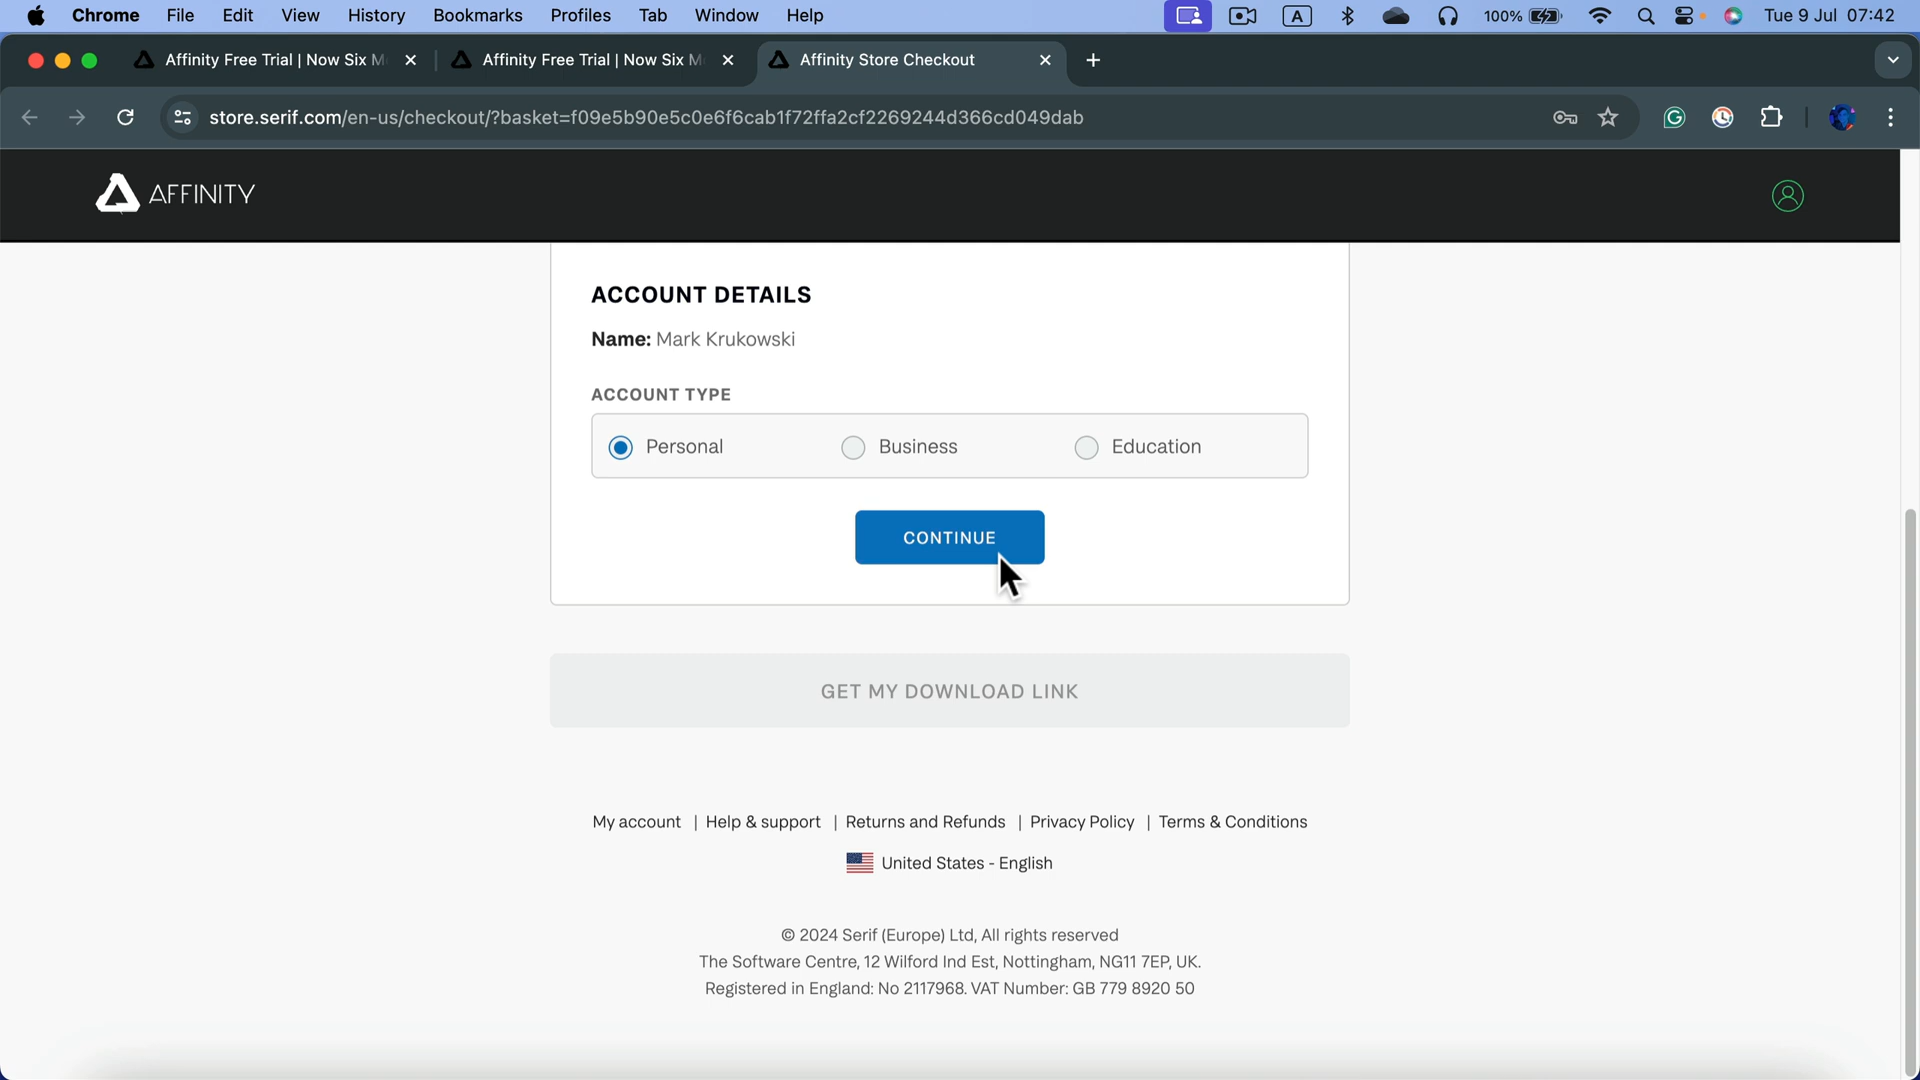 Chrome File Edit View History Bookmarks Profiles Tab Window Help A 100% Tue 9 Jul 07:42
Affinity Free Trial | Now Six M Affinity Free Trial | Now Six M Affinity Store Checkout
store.serif.com/en-us/checkout/?basket=f09e5b90e5c0e6f6cab1f72ffa2cf2269244d366cd049dab
AFFINITY
ACCOUNT DETAILS
Name: Mark Krukowski
ACCOUNT TYPE
Personal Business Education
CONTINUE
GET MY DOWNLOAD LINK
My account | Help & support | Returns and Refunds | Privacy Policy | Terms & Conditions
United States - English
© 2024 Serif (Europe) Ltd, All rights reserved
The Software Centre, 12 Wilford Ind Est, Nottingham, NG11 7EP, UK.
Registered in England: No 2117968. VAT Number: GB 779 8920 50